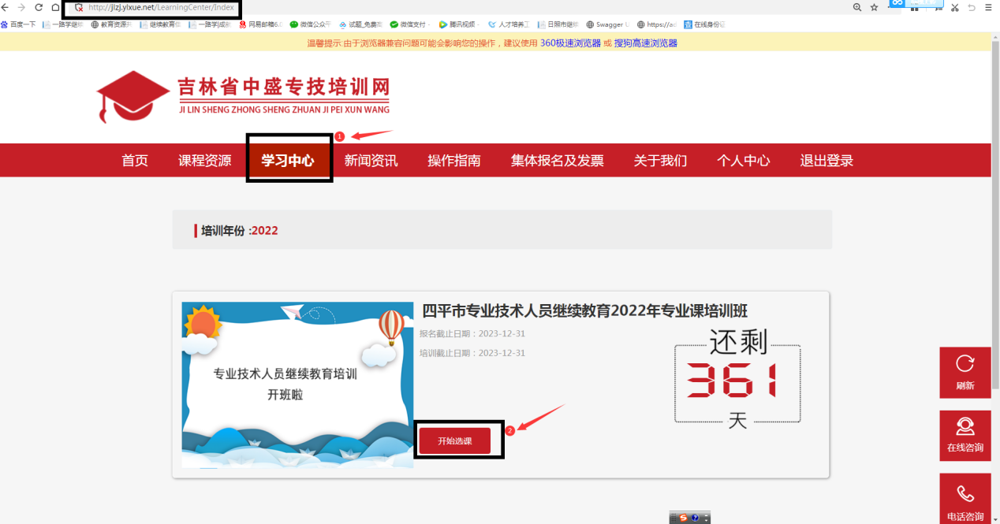 http://jlzj.ylxue.net/LearningCenter/Index
百度一下
一路学继续
教育资源
继续教育
一路学|成
网易邮箱6.
微信公众
试题_免费
微信支付 -
腾讯视频 -
人才培养工
日照市继
Swagger U
https://ad
在线身份
温馨提示:由于浏览器兼容问题可能会影响您的操作，建议使用 360极速浏览器 或 搜狗高速浏览器
吉林省中盛专技培训网
JI LIN SHENG ZHONG SHENG ZHUAN JI PEI XUN WANG
1
首页 课程资源 学习中心 新闻资讯 操作指南 集体报名及发票 关于我们 个人中心 退出登录
培训年份 :2022
专业技术人员继续教育培训
开班啦
四平市专业技术人员继续教育2022年专业课培训班
报名截止日期：2023-12-31
培训截止日期：2023-12-31
还剩
361
天
2
开始选课
刷新
在线咨询
电话咨询